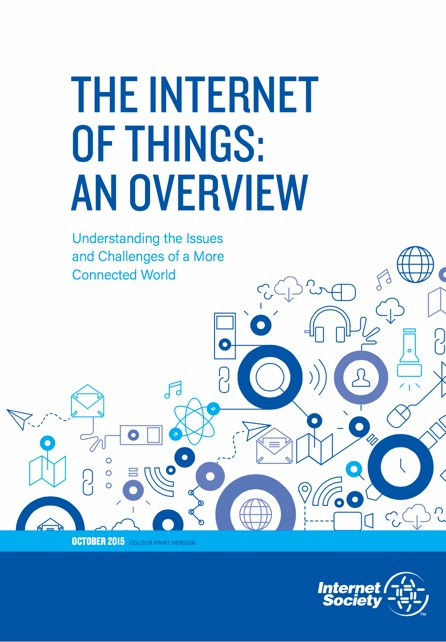 THE INTERNET
OF THINGS:
AN OVERVIEW
Understanding the Issues
and Challenges of a More
Connected World
OCTOBER 2015 COLOUR PRINT VERSION
Internet
Society
TM